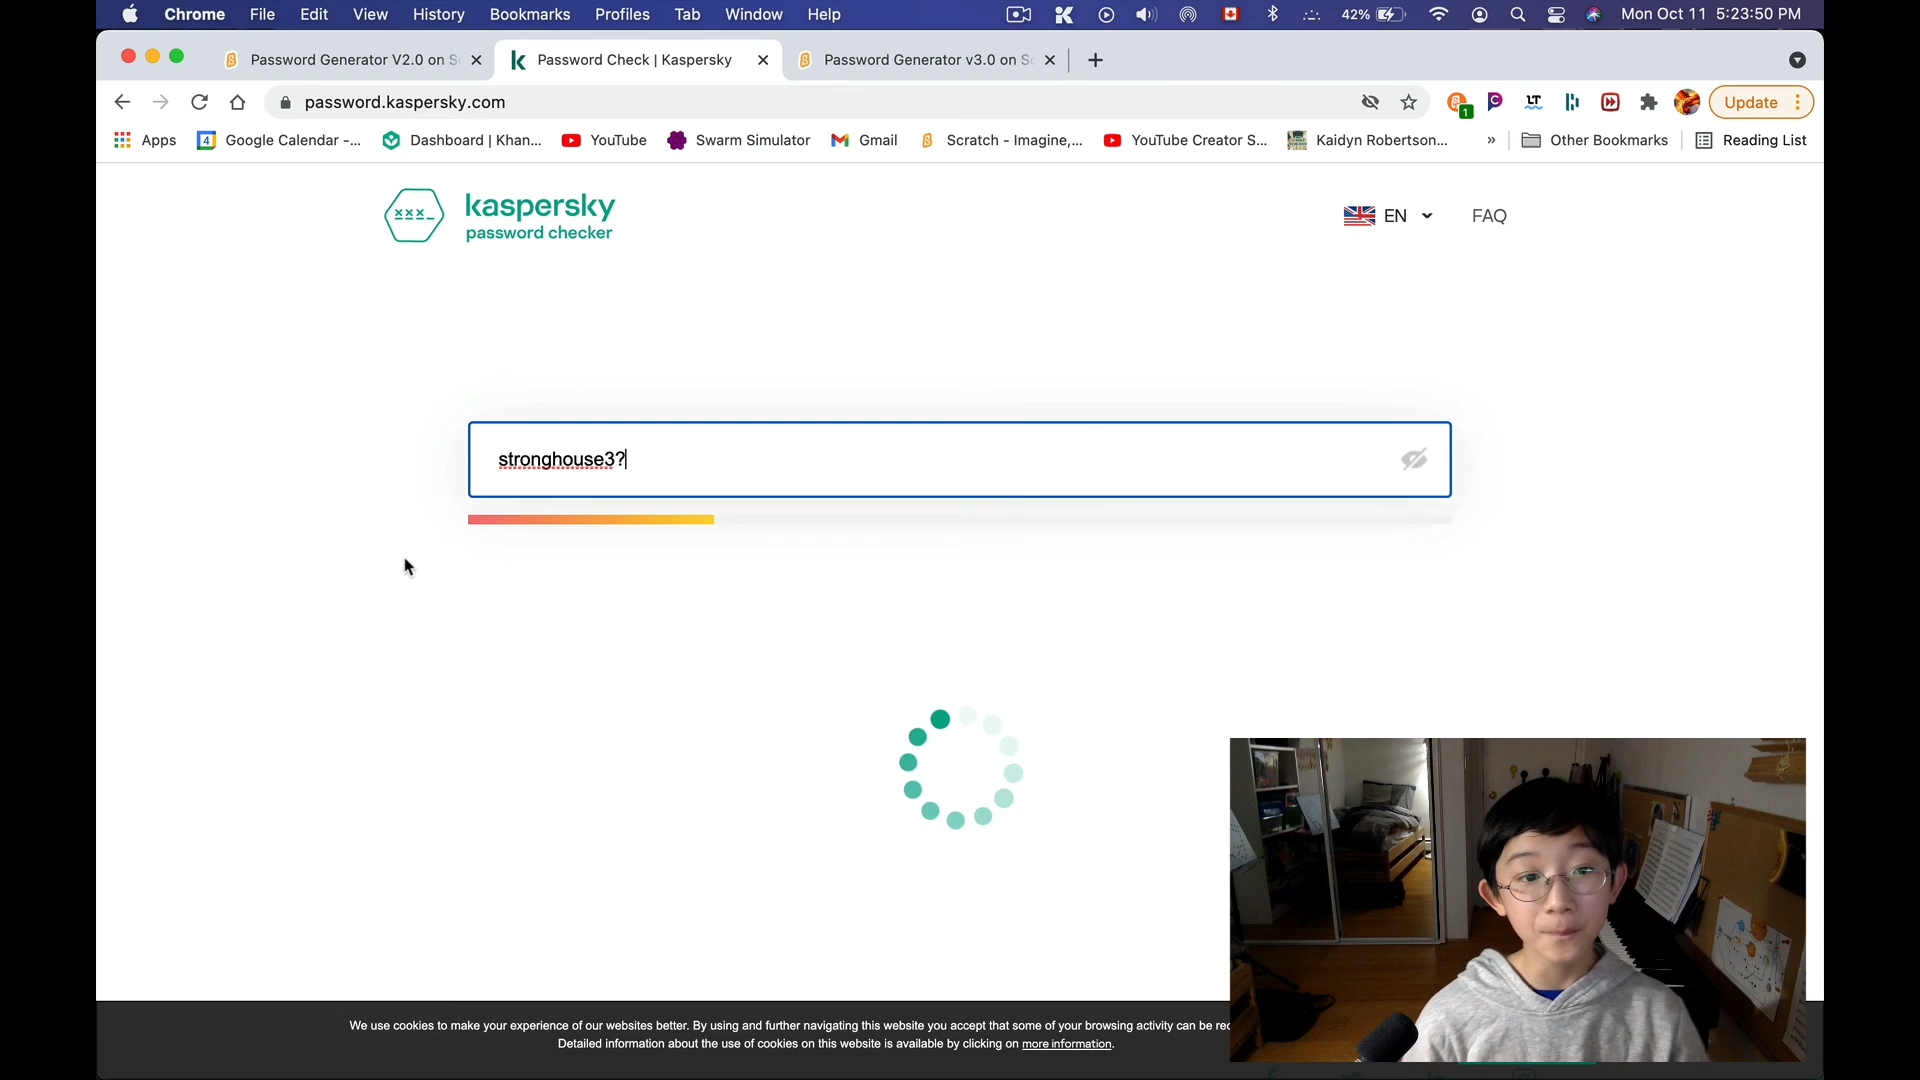 Chrome File Edit View History Bookmarks Profiles Tab Window Help 42% Mon Oct 11 5:23:50 PM
Password Generator V2.0 on S Password Check | Kaspersky Password Generator v3.0 on Sc
password.kaspersky.com 1 LT Update
Apps 4 Google Calendar -... Dashboard | Khan... YouTube Swarm Simulator Gmail Scratch - Imagine,... YouTube Creator S... Kaidyn Robertson... » Other Bookmarks Reading List
xxx_ kaspersky
password checker
EN FAQ
stronghouse3?
We use cookies to make your experience of our websites better. By using and further navigating this website you accept that some of your browsing activity can be rec
Detailed information about the use of cookies on this website is available by clicking on more information.